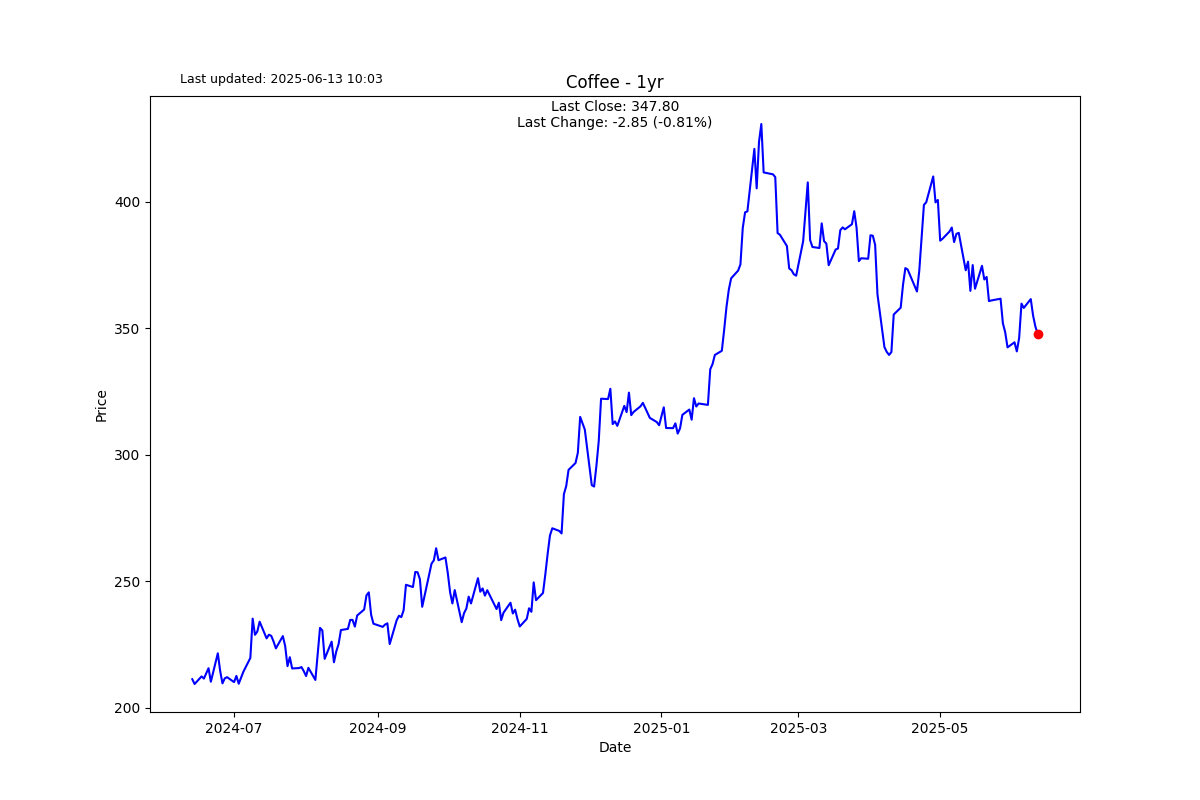 Last updated: 2025-06-13 10:03
Coffee - 1yr
Last Close: 347.80
Last Change: -2.85 (-0.81%)
400
350
300
250
200
Price
2024-07
2024-09
2024-11
2025-01
2025-03
2025-05
Date